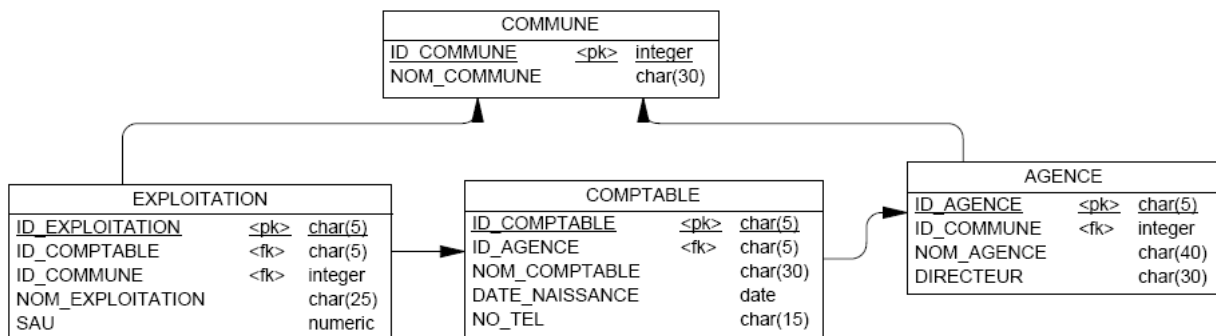 COMMUNE
ID_COMMUNE <pk> integer
NOM_COMMUNE char(30)
EXPLOITATION
ID_EXPLOITATION <pk> char(5)
ID_COMPTABLE <fk> char(5)
ID_COMMUNE <fk> integer
NOM_EXPLOITATION char(25)
SAU numeric
COMPTABLE
ID_COMPTABLE <pk> char(5)
ID_AGENCE <fk> char(5)
NOM_COMPTABLE char(30)
DATE_NAISSANCE date
NO_TEL char(15)
AGENCE
ID_AGENCE <pk> char(5)
ID_COMMUNE <fk> integer
NOM_AGENCE char(40)
DIRECTEUR char(30)